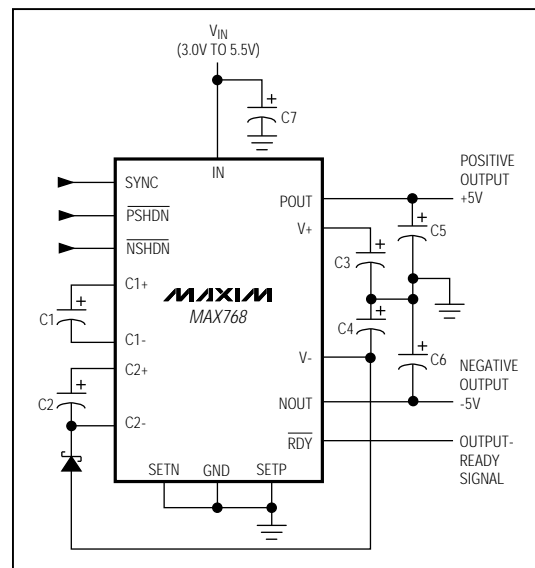 VIN
(3.0V TO 5.5V)
C7
IN
SYNC
PSHDN
NSHDN
C1+
C1
C1-
C2+
C2
C2-
MAXIM
MAX768
POUT
V+
C3
C4
V-
NOUT
RDY
POSITIVE
OUTPUT
+5V
C5
C6
NEGATIVE
OUTPUT
-5V
OUTPUT-
READY
SIGNAL
SETN GND SETP